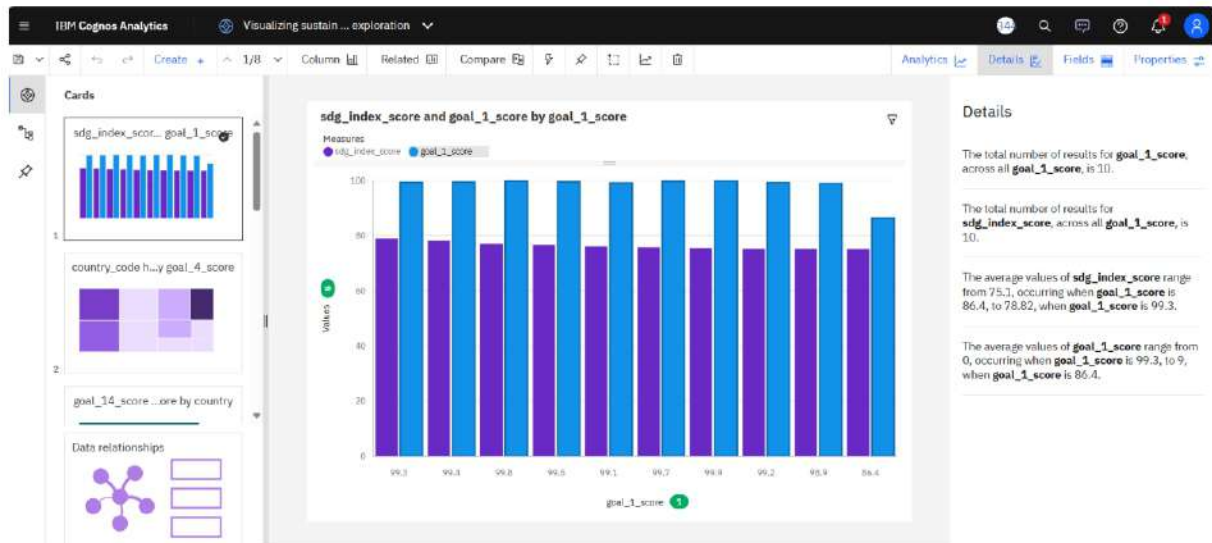 IBM Cognos Analytics
Visualizing sustain ... exploration
1
Create +
1/8
Column
Related
Compare
Analytics
Details
Fields
Properties
Cards
sdg_index_scor... goal_1_score
1
country_code h...y goal_4_score
2
goal_14_score ...ore by country
Data relationships
sdg_index_score and goal_1_score by goal_1_score
Measures
sdg_index_score goal_1_score
100
80
60
40
20
0
Values
99.3 99.4 99.8 99.6 99.1 99.7 99.9 99.2 98.9 86.4
goal_1_score 1
Details
The total number of results for goal_1_score,
across all goal_1_score, is 10.
The total number of results for
sdg_index_score, across all goal_1_score, is
10.
The average values of sdg_index_score range
from 75.1, occurring when goal_1_score is
86.4, to 78.82, when goal_1_score is 99.3.
The average values of goal_1_score range from
0, occurring when goal_1_score is 99.3, to 9,
when goal_1_score is 86.4.